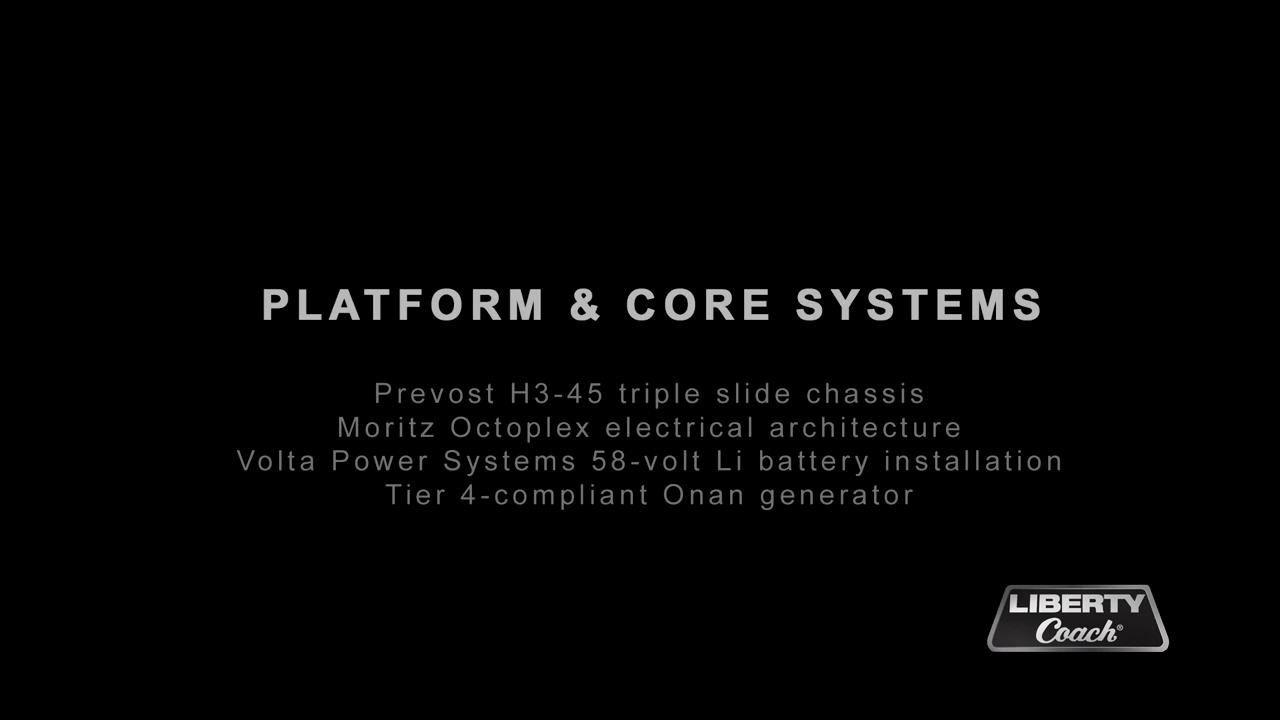 PLATFORM & CORE SYSTEMS
Prevost H3-45 triple slide chassis
Moritz Octoplex electrical architecture
Volta Power Systems 58-volt Li battery installation
Tier 4-compliant Onan generator
LIBERTY
Coach®